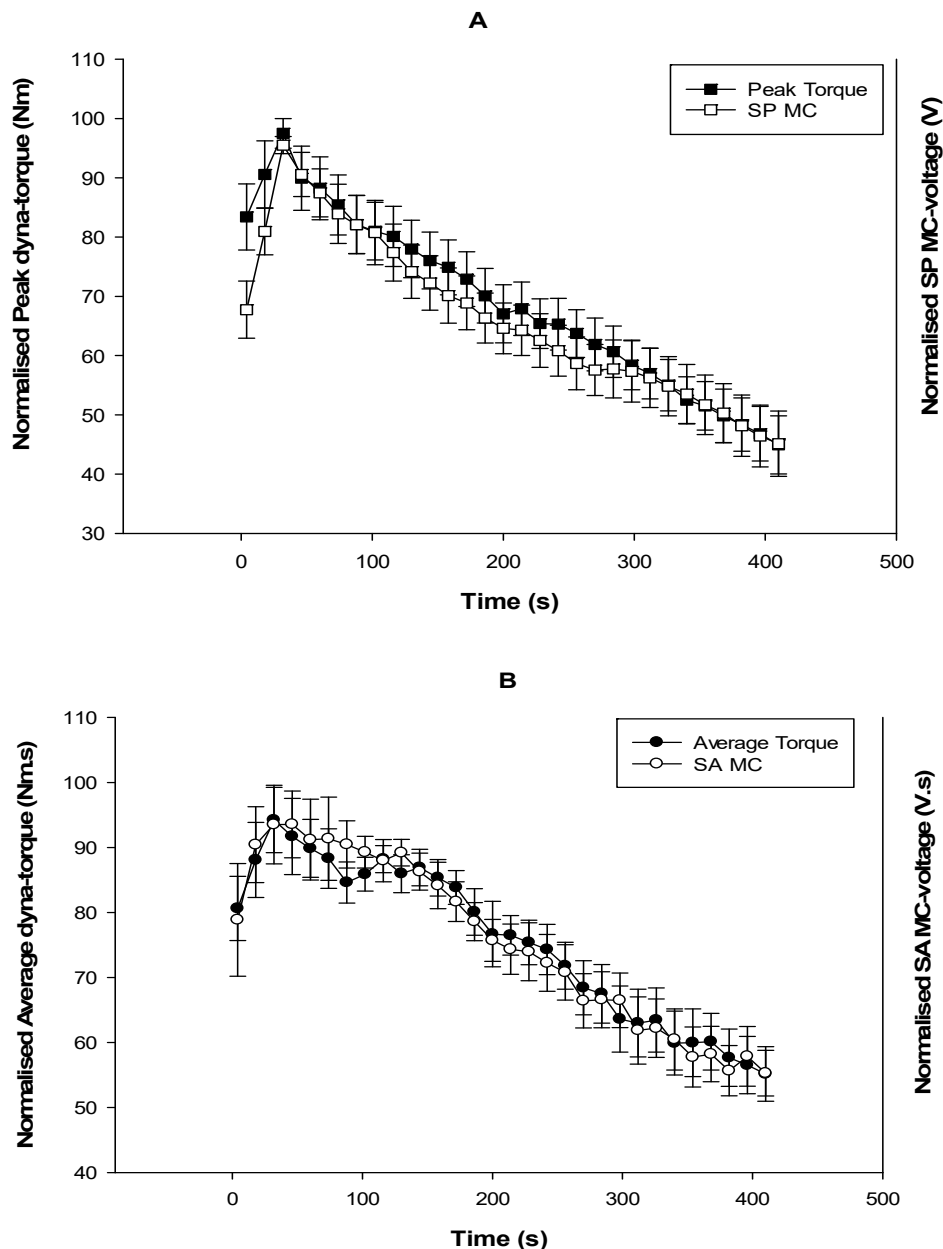 A
110
100
90
80
70
60
50
40
30
Normalised Peak dyna-torque (Nm)
Peak Torque
SP MC
Normalised SP MC-voltage (V)
0 100 200 300 400 500
Time (s)
B
110
100
90
80
70
60
50
40
Normalised Average dyna-torque (Nm.s)
Average Torque
SA MC
Normalised SA MC-voltage (V.s)
0 100 200 300 400 500
Time (s)